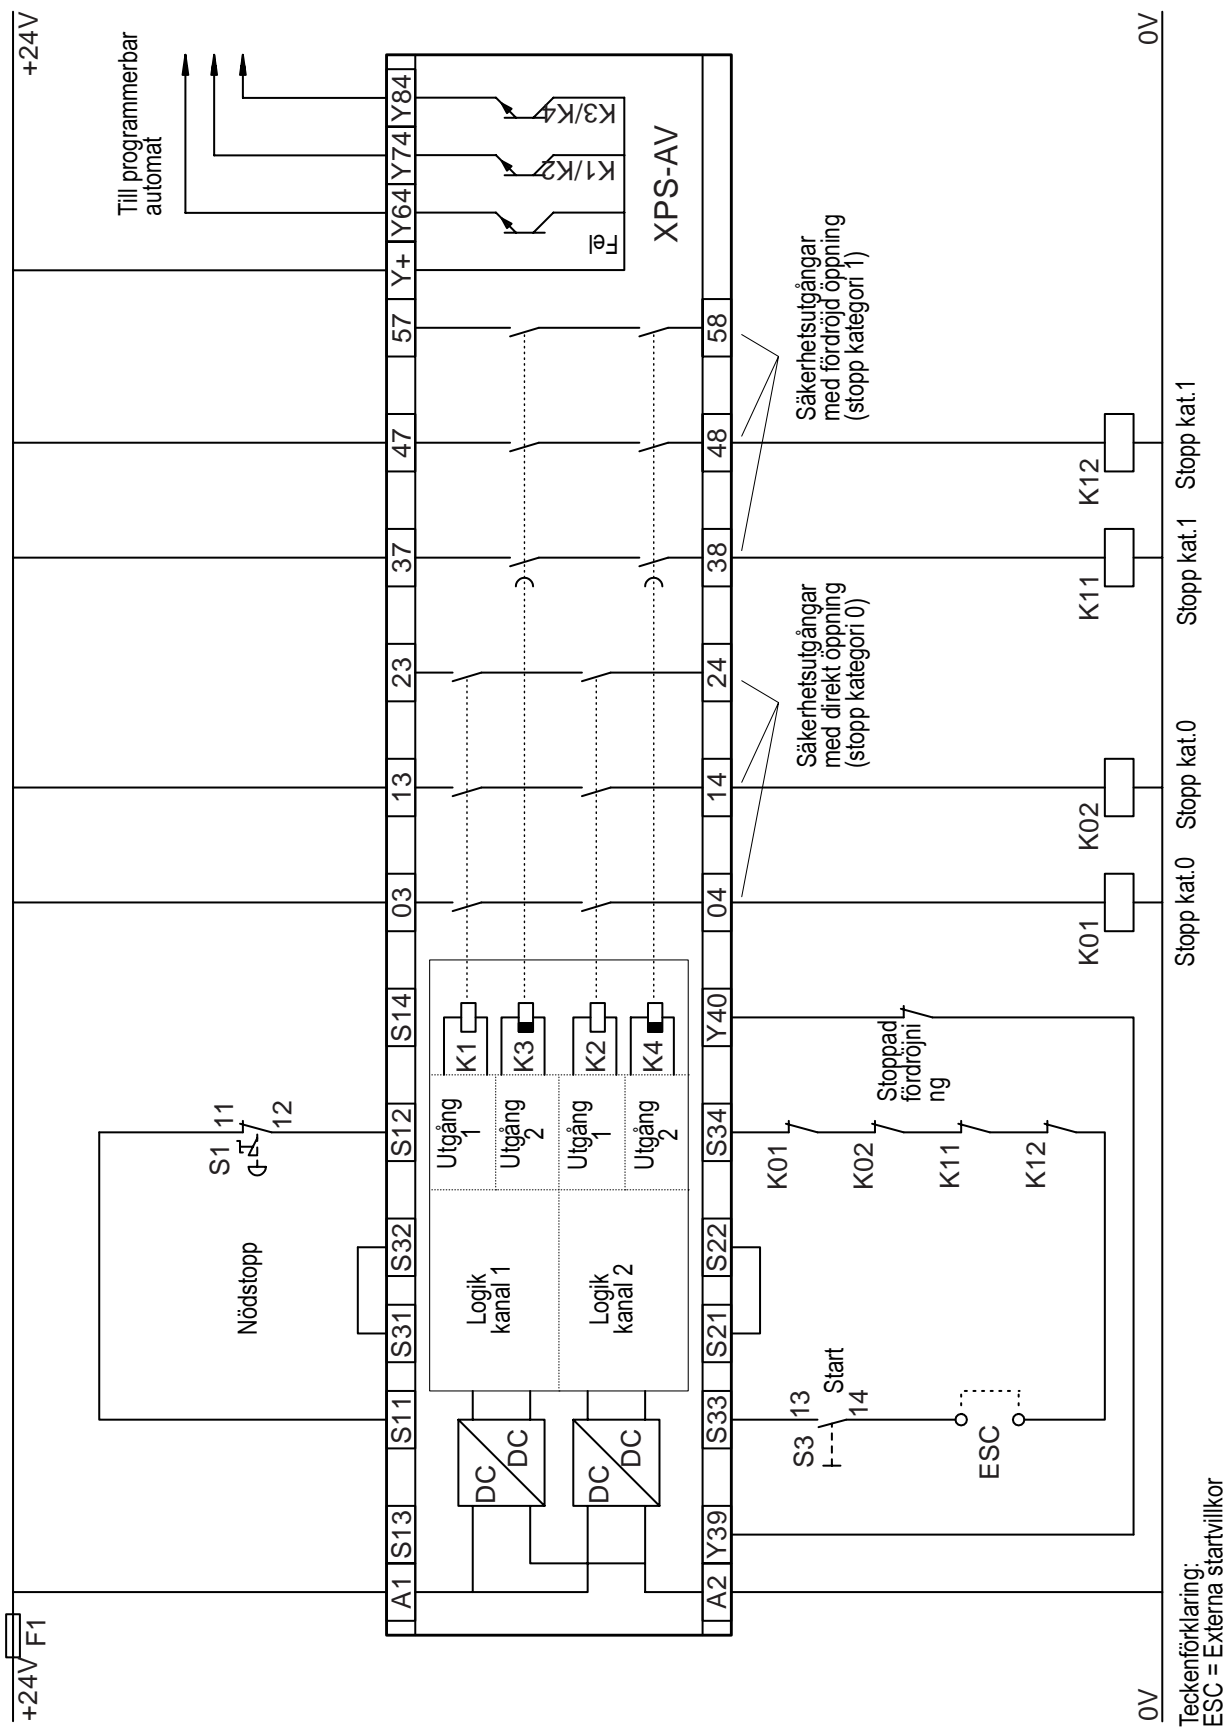 +24V
F1
+24V
Nödstopp
S1
11
12
Till programmerbar
automat
A1
S13
S11
S31
S32
S12
S14
03
13
23
37
47
57
Y+
Y64
Y74
Y84
DC
DC
DC
DC
Logik
kanal 1
Logik
kanal 2
Utgång
1
Utgång
2
Utgång
1
Utgång
2
K1
K3
K2
K4
Fel
K1/K2
K3/K4
XPS-AV
A2
Y39
S33
S21
S22
S34
Y40
04
14
24
38
48
58
S3
13
14
Start
ESC
K01
K02
K11
K12
Stoppad
fördröjni
ng
Säkerhetsutgångar
med direkt öppning
(stopp kategori 0)
Säkerhetsutgångar
med fördröjd öppning
(stopp kategori 1)
K01
K02
K11
K12
0V
0V
Stopp kat.0
Stopp kat.0
Stopp kat.1
Stopp kat.1
Teckenförklaring:
ESC = Externa startvillkor